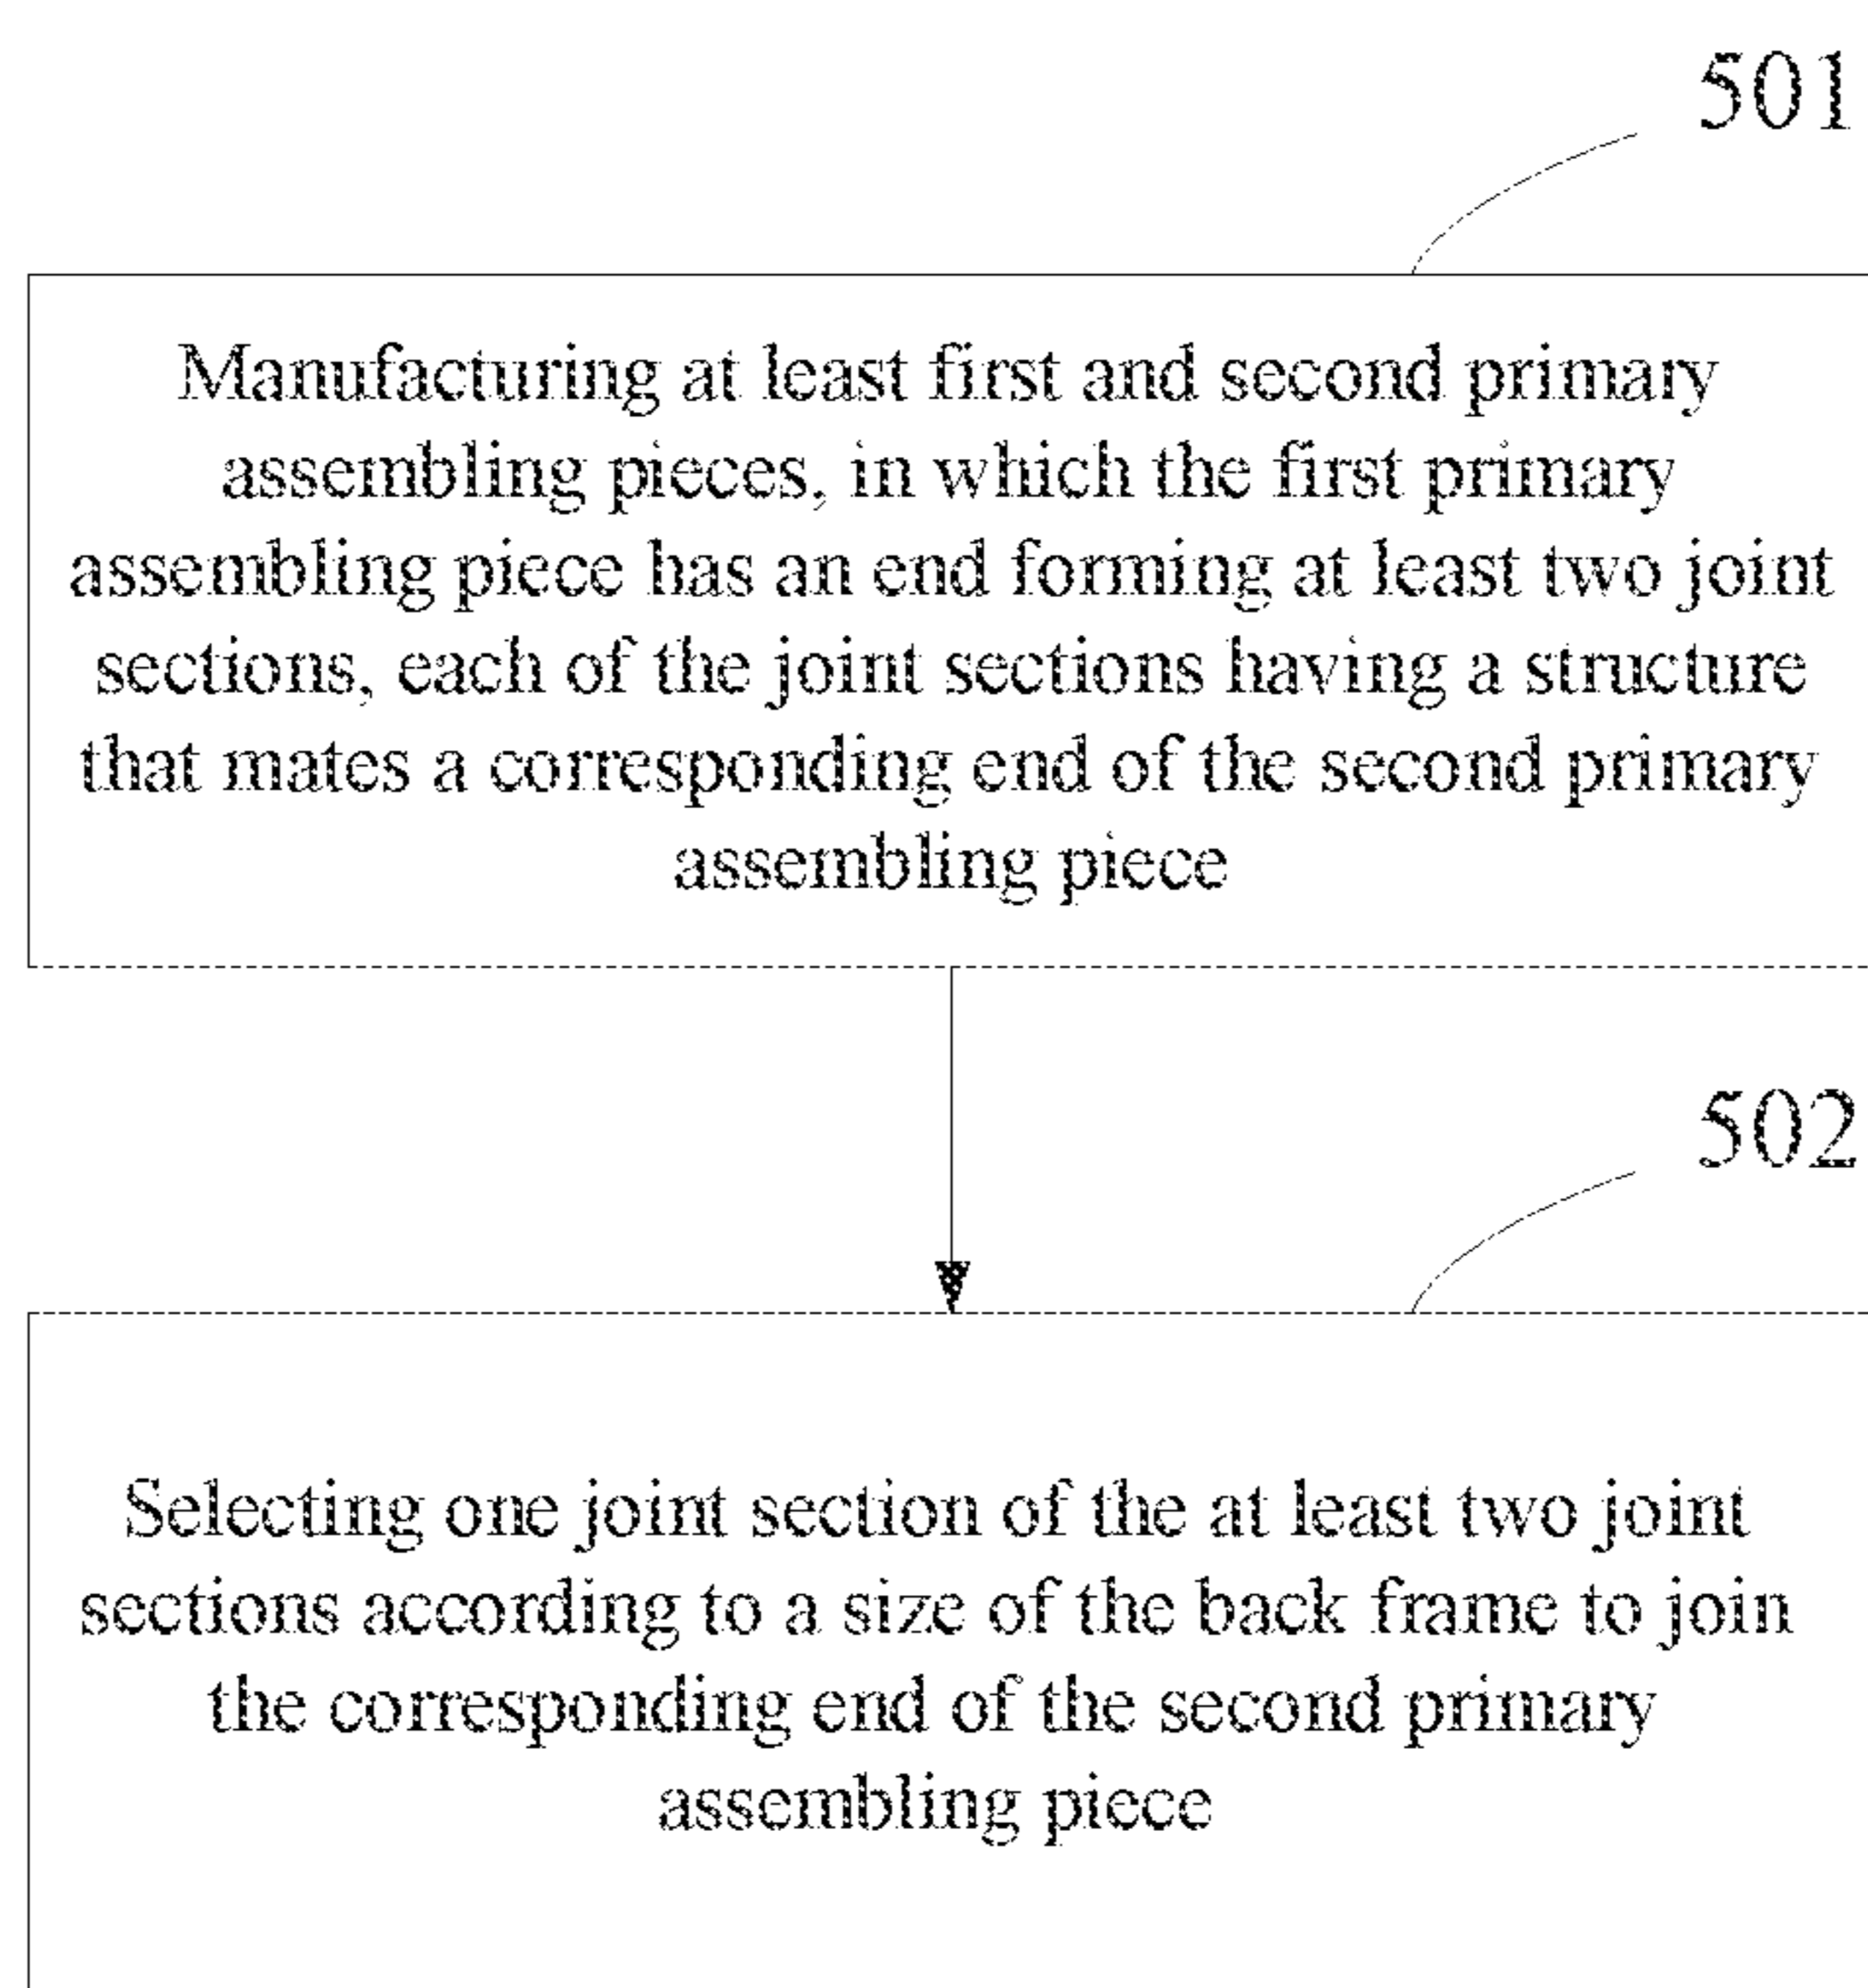 501
Manufacturing at least first and second primary
assembling pieces, in which the first primary
assembling piece has an end forming at least two joint
sections, each of the joint sections having a structure
that mates a corresponding end of the second primary
assembling piece
502
Selecting one joint section of the at least two joint
sections according to a size of the back frame to join
the corresponding end of the second primary
assembling piece